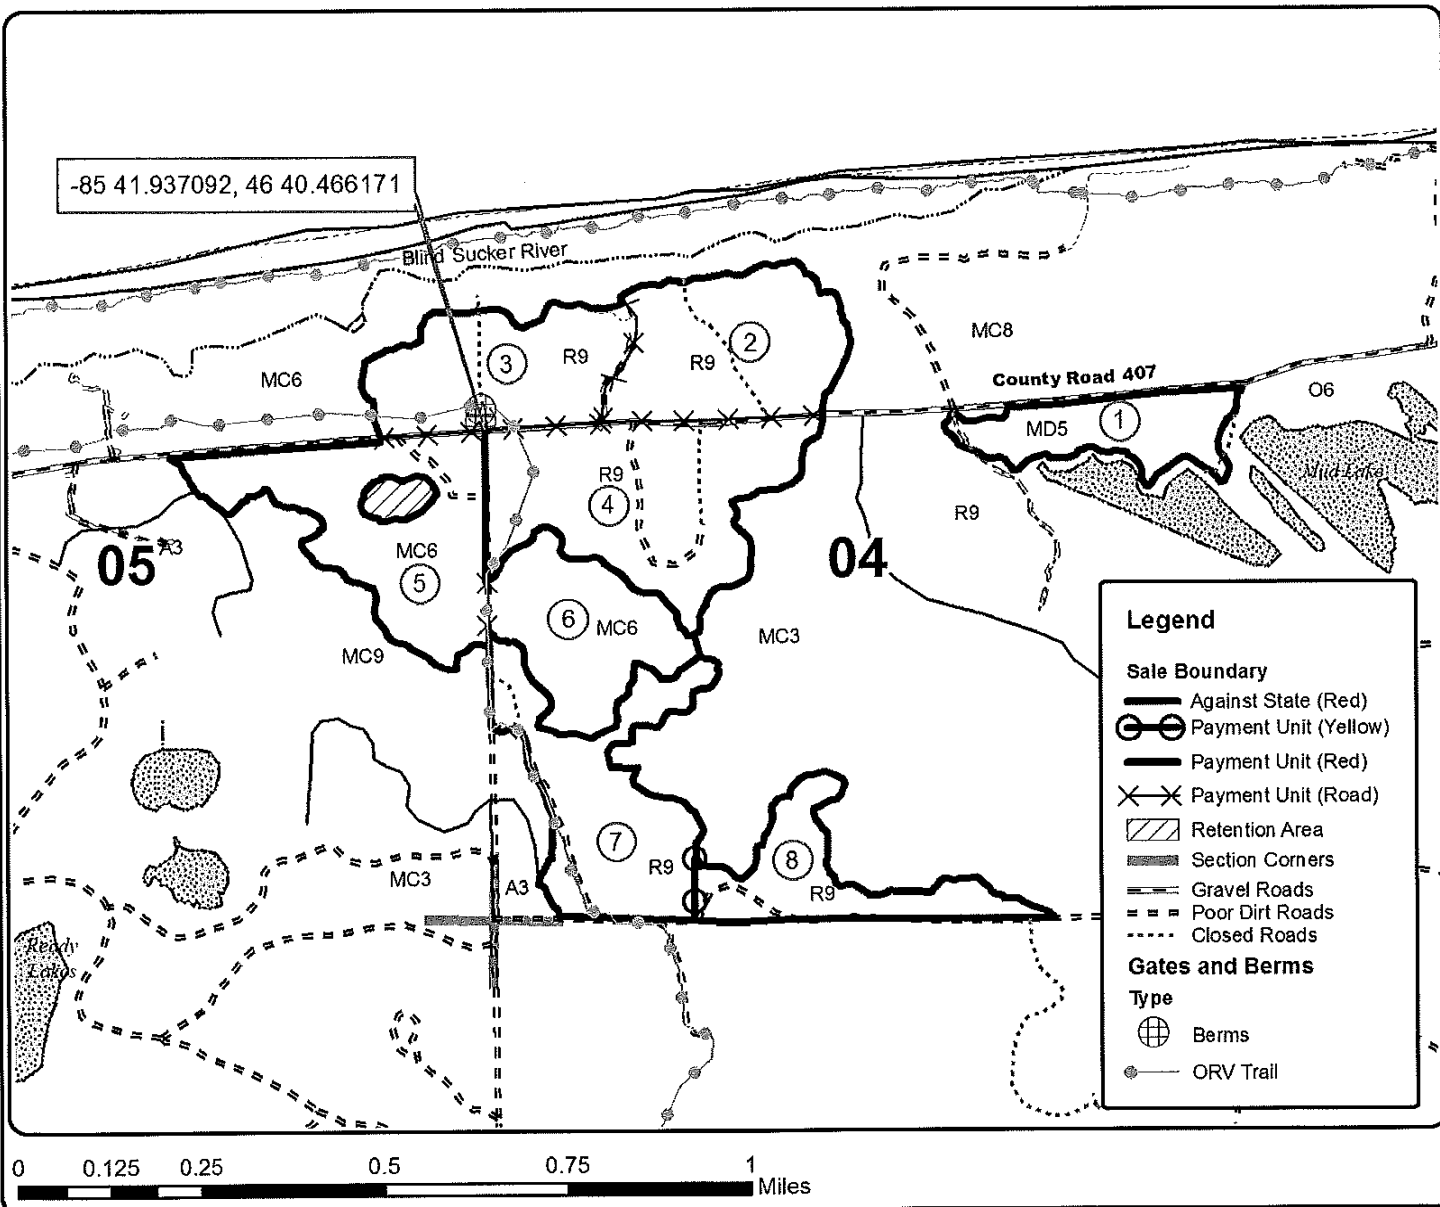 -85 41.937092, 46 40.466171
Blind Sucker River
MC8
3
R9
R9
2
MC6
County Road 407
O6
MD5
1
Mud Lake
R9
4
R9
05
A3
MC6
5
04
6
MC6
MC3
MC9
7
R9
8
R9
MC3
A3
Ready
Lakes
Legend
Sale Boundary
Against State (Red)
Payment Unit (Yellow)
Payment Unit (Red)
Payment Unit (Road)
Retention Area
Section Corners
Gravel Roads
Poor Dirt Roads
Closed Roads
Gates and Berms
Type
Berms
ORV Trail
0 0.125 0.25 0.5 0.75 1
Miles